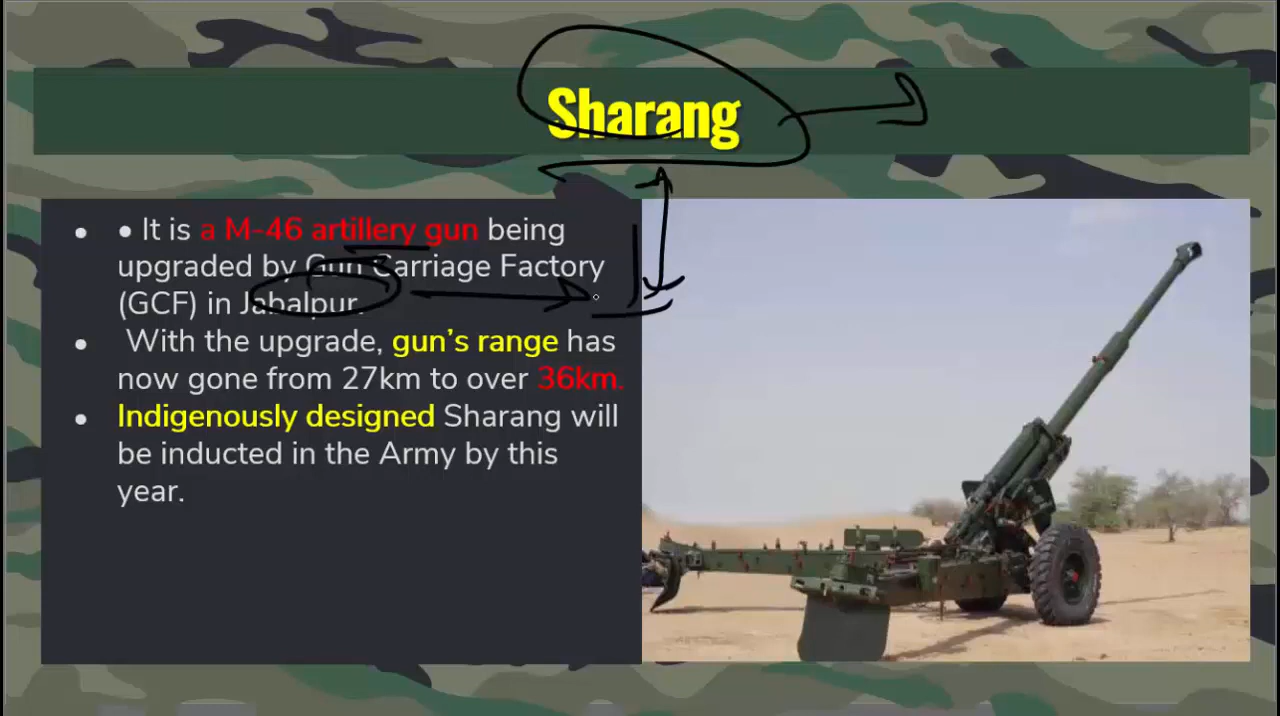 Sharang
• • It is a M-46 artillery gun being
upgraded by Gun Carriage Factory
(GCF) in Jabalpur.
• With the upgrade, gun's range has
now gone from 27km to over 36km.
• Indigenously designed Sharang will
be inducted in the Army by this
year.